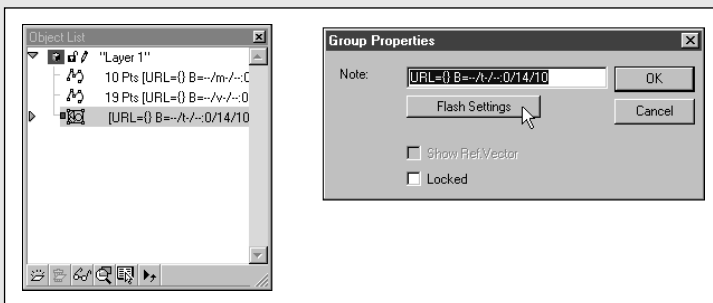 Object List
"Layer 1"
10 Pts [URL={} B=--/m-/--:0
19 Pts [URL={} B=--/v-/--:0
[URL={} B=--/t-/--:0/14/10
Group Properties
Note:
URL={} B=--/t-/--:0/14/10
OK
Flash Settings
Cancel
Show Ref.Vector
Locked